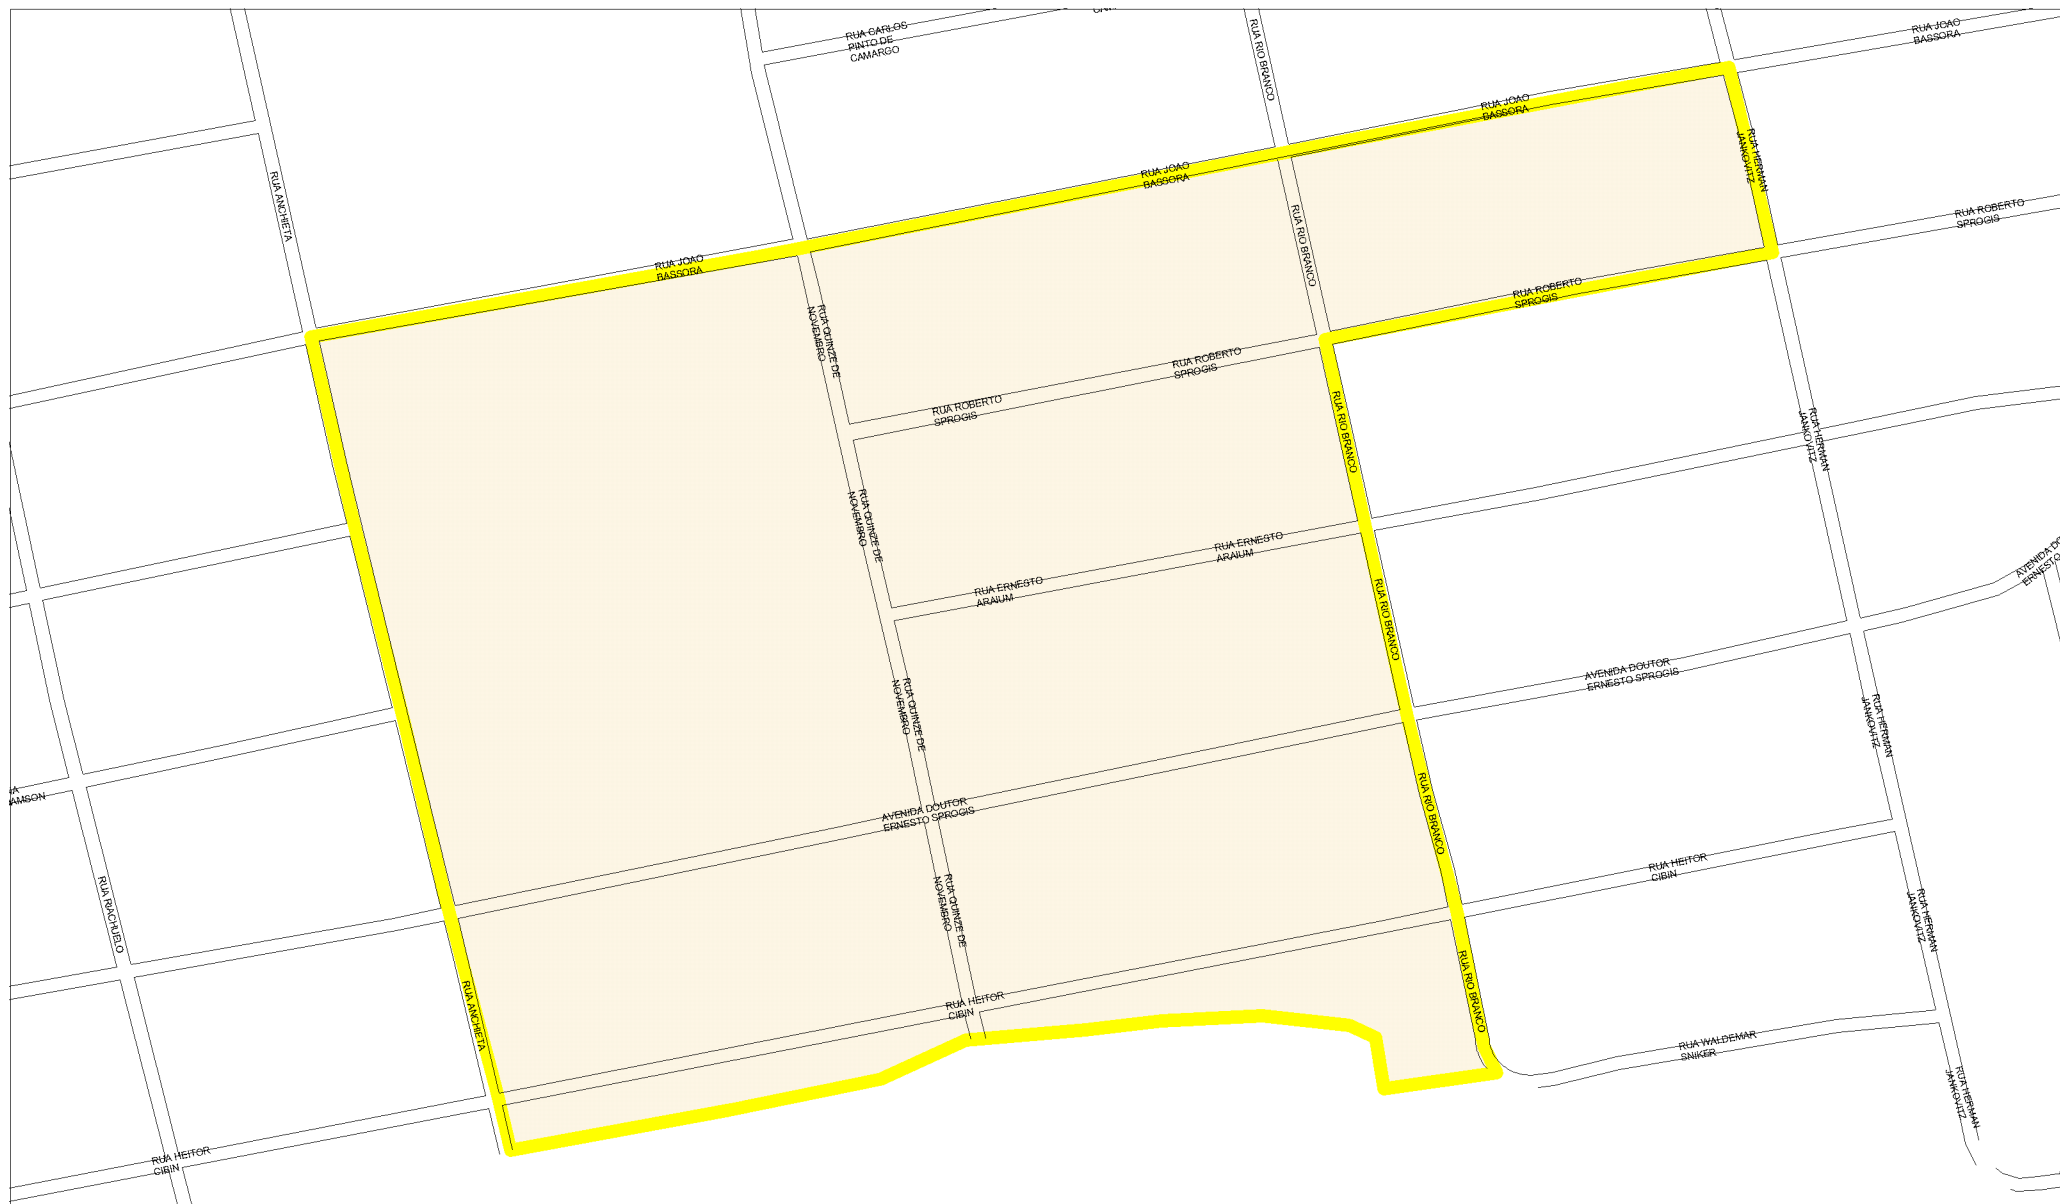 RUA CARLOS
PINTO DE
CAMARGO
RUA RIO BRANCO
RUA JOAO
BASSORA
RUA JOAO
BASSORA
RUA HERMAN
JANKOVITZ
RUA JOAO
BASSORA
RUA ANCHIETA
RUA RIO BRANCO
RUA ROBERTO
SPROGIS
RUA JOAO
BASSORA
RUA ROBERTO
SPROGIS
RUA QUINZE DE
NOVEMBRO
RUA ROBERTO
SPROGIS
RUA ROBERTO
SPROGIS
RUA RIO BRANCO
RUA HERMAN
JANKOVITZ
RUA QUINZE DE
NOVEMBRO
RUA ERNESTO
ARAIUM
RUA ERNESTO
ARAIUM
AVENIDA DO
ERNESTO
RUA RIO BRANCO
AVENIDA DOUTOR
ERNESTO SPROGIS
RUA QUINZE DE
NOVEMBRO
RUA HERMAN
JANKOVITZ
AMSON
AVENIDA DOUTOR
ERNESTO SPROGIS
RUA RIO BRANCO
RUA HEITOR
CIBIN
RUA RIACHUELO
RUA QUINZE DE
NOVEMBRO
RUA HERMAN
JANKOVITZ
RUA ANCHIETA
RUA HEITOR
CIBIN
RUA RIO BRANCO
RUA WALDEMAR
SNIKER
RUA HERMAN
JANKOVITZ
RUA HEITOR
CIBIN